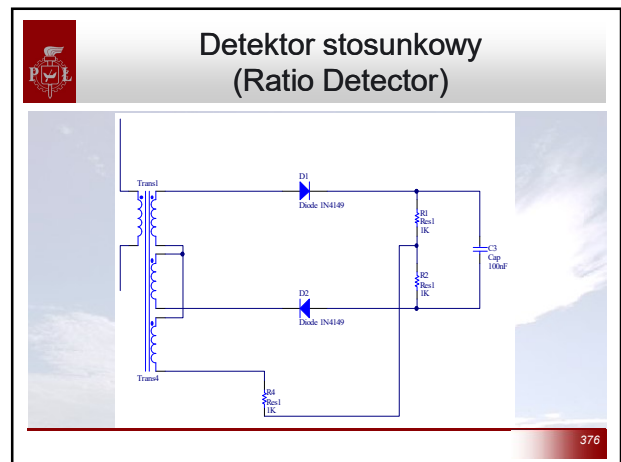 Detektor stosunkowy
(Ratio Detector)
P Ł
Trans1
D1
Diode 1N4149
R1
Res1
1K
C3
Cap
100nF
R2
Res1
1K
D2
Diode 1N4149
Trans4
R4
Res1
1K
376